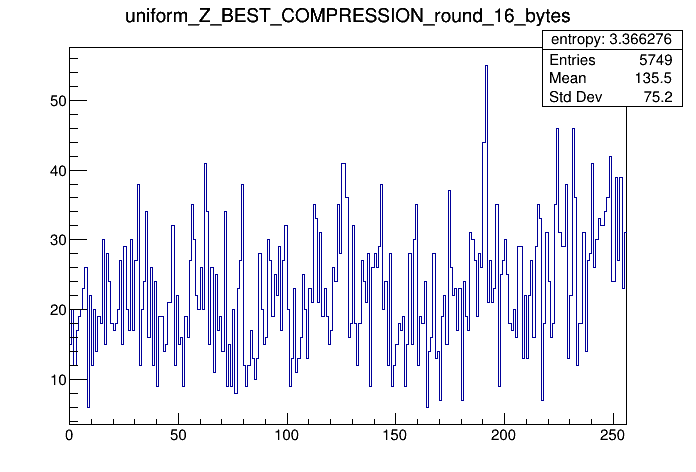 uniform_Z_BEST_COMPRESSION_round_16_bytes
entropy: 3.366276
Entries 5749
Mean 135.5
Std Dev 75.2
50
40
30
20
10
0 50 100 150 200 250